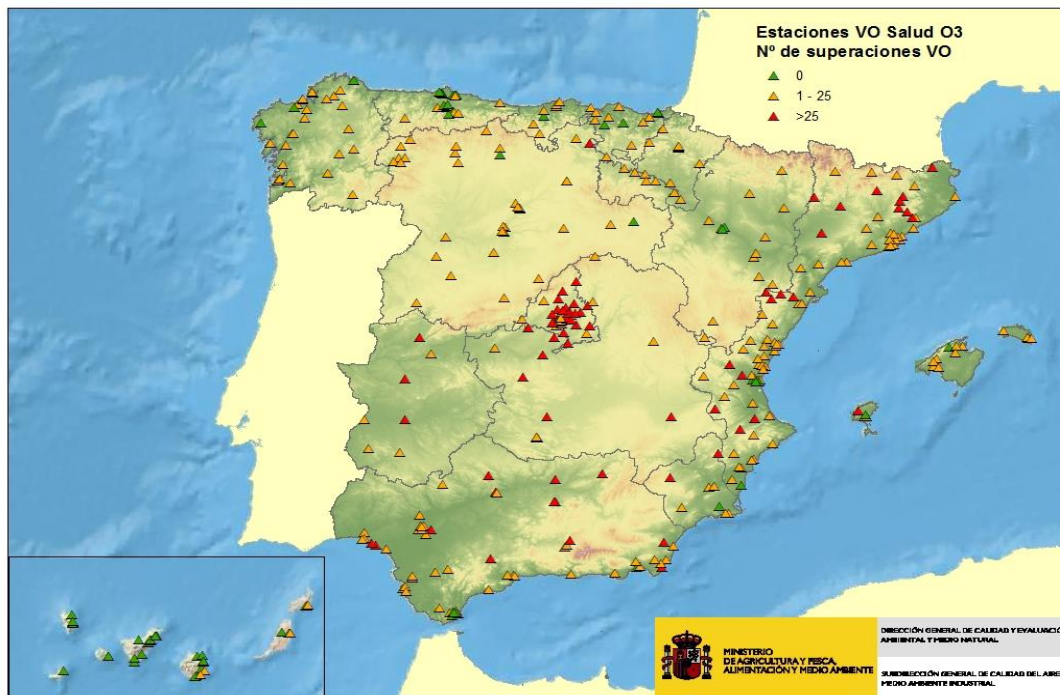 Estaciones VO Salud O3
Nº de superaciones VO
0
1 - 25
>25
MINISTERIO
DE AGRICULTURA Y PESCA,
ALIMENTACIÓN Y MEDIO AMBIENTE
DIRECCIÓN GENERAL DE CALIDAD Y EVALUACIÓ
AMBIENTAL Y MEDIO NATURAL
SUBDIRECCIÓN GENERAL DE CALIDAD DEL AIRE
MEDIO AMBIENTE INDUSTRIAL